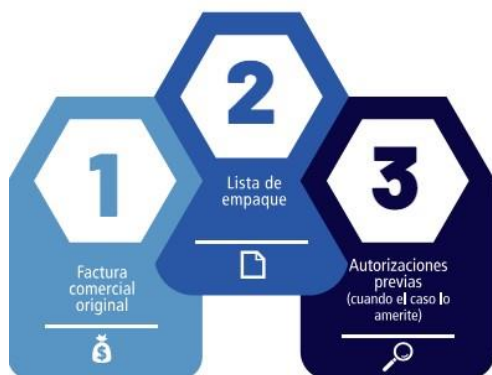 1
Factura
comercial
original
2
Lista de
empaque
3
Autorizaciones
previas
(cuando el caso lo
amerite)